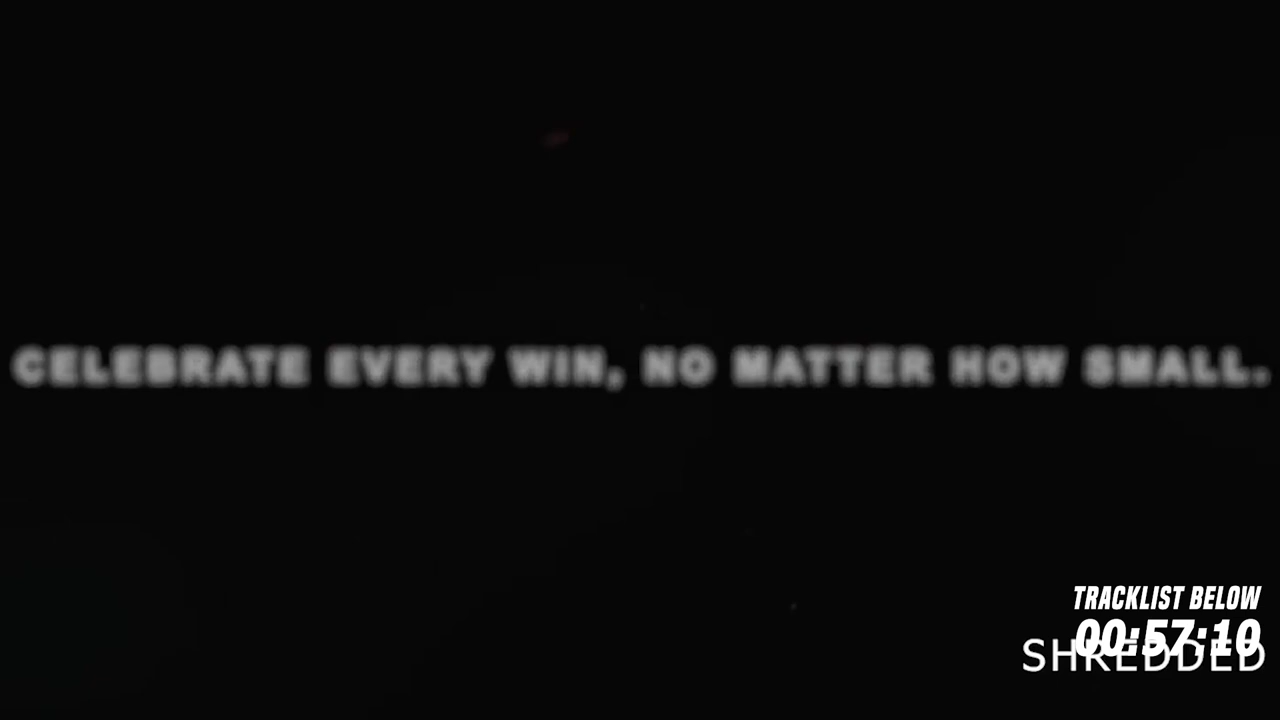 CELEBRATE EVERY WIN, NO MATTER HOW SMALL.
TRACKLIST BELOW
00:57:10
SHREDDED